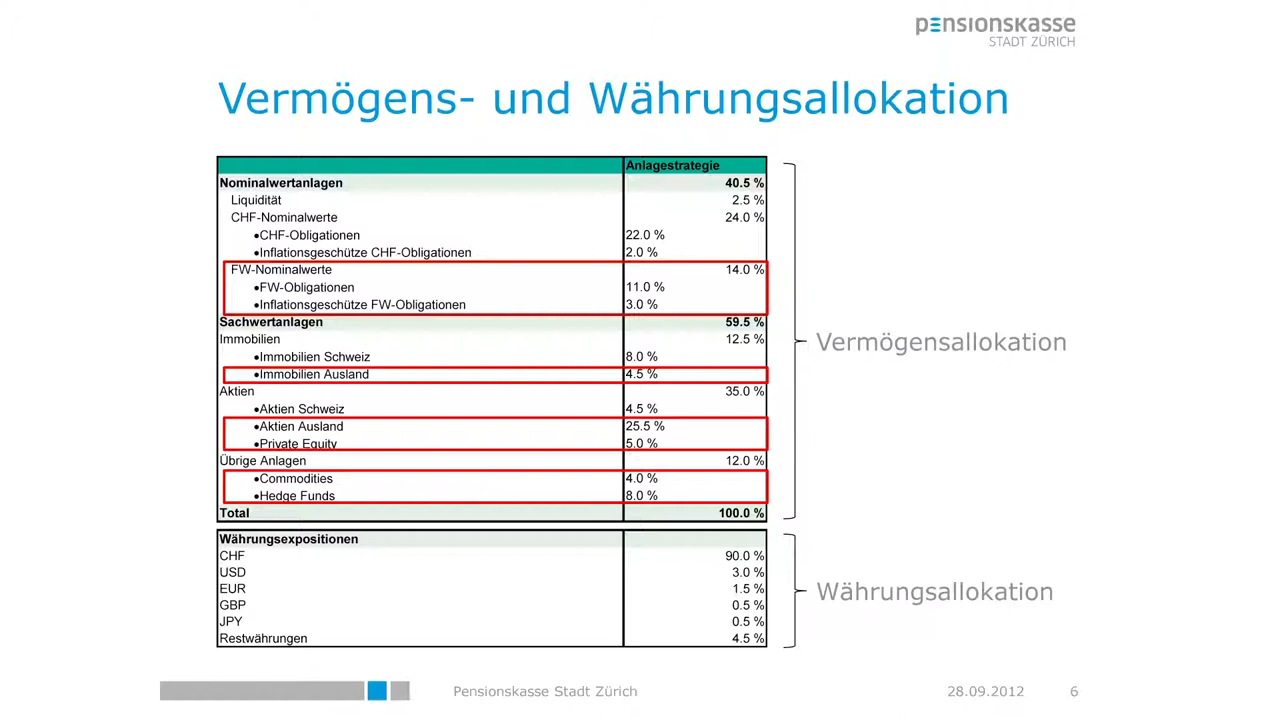 pensionskasse
STADT ZÜRICH
Vermögens- und Währungsallokation
Anlagestrategie
Nominalwertanlagen 40.5 %
Liquidität 2.5 %
CHF-Nominalwerte 24.0 %
•CHF-Obligationen 22.0 %
•Inflationsgeschütze CHF-Obligationen 2.0 %
FW-Nominalwerte 14.0 %
•FW-Obligationen 11.0 %
•Inflationsgeschütze FW-Obligationen 3.0 %
Sachwertanlagen 59.5 %
Immobilien 12.5 %
•Immobilien Schweiz 8.0 %
•Immobilien Ausland 4.5 %
Aktien 35.0 %
•Aktien Schweiz 4.5 %
•Aktien Ausland 25.5 %
•Private Equity 5.0 %
Übrige Anlagen 12.0 %
•Commodities 4.0 %
•Hedge Funds 8.0 %
Total 100.0 %
Vermögensallokation
Währungsexpositionen
CHF 90.0 %
USD 3.0 %
EUR 1.5 %
GBP 0.5 %
JPY 0.5 %
Restwährungen 4.5 %
Währungsallokation
Pensionskasse Stadt Zürich 28.09.2012 6